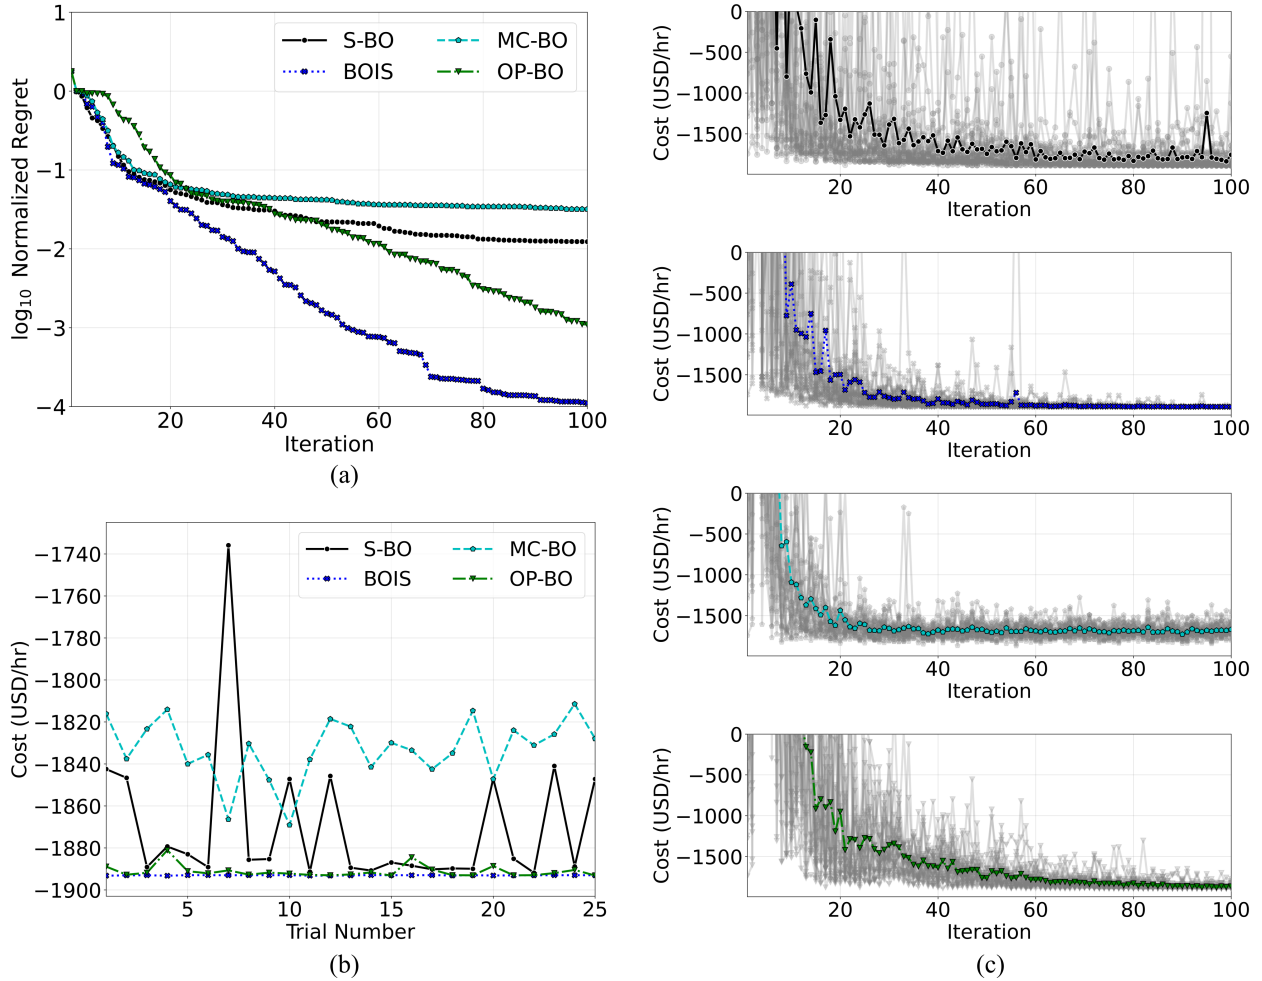 1
0
−1
−2
−3
−4
log10 Normalized Regret
S-BO
BOIS
MC-BO
OP-BO
20 40 60 80 100
Iteration
(a)
−1740
−1760
−1780
−1800
−1820
−1840
−1860
−1880
−1900
Cost (USD/hr)
S-BO
BOIS
MC-BO
OP-BO
5 10 15 20 25
Trial Number
(b)
0
−500
−1000
−1500
Cost (USD/hr)
20 40 60 80 100
Iteration
0
−500
−1000
−1500
Cost (USD/hr)
20 40 60 80 100
Iteration
0
−500
−1000
−1500
Cost (USD/hr)
20 40 60 80 100
Iteration
0
−500
−1000
−1500
Cost (USD/hr)
20 40 60 80 100
Iteration
(c)